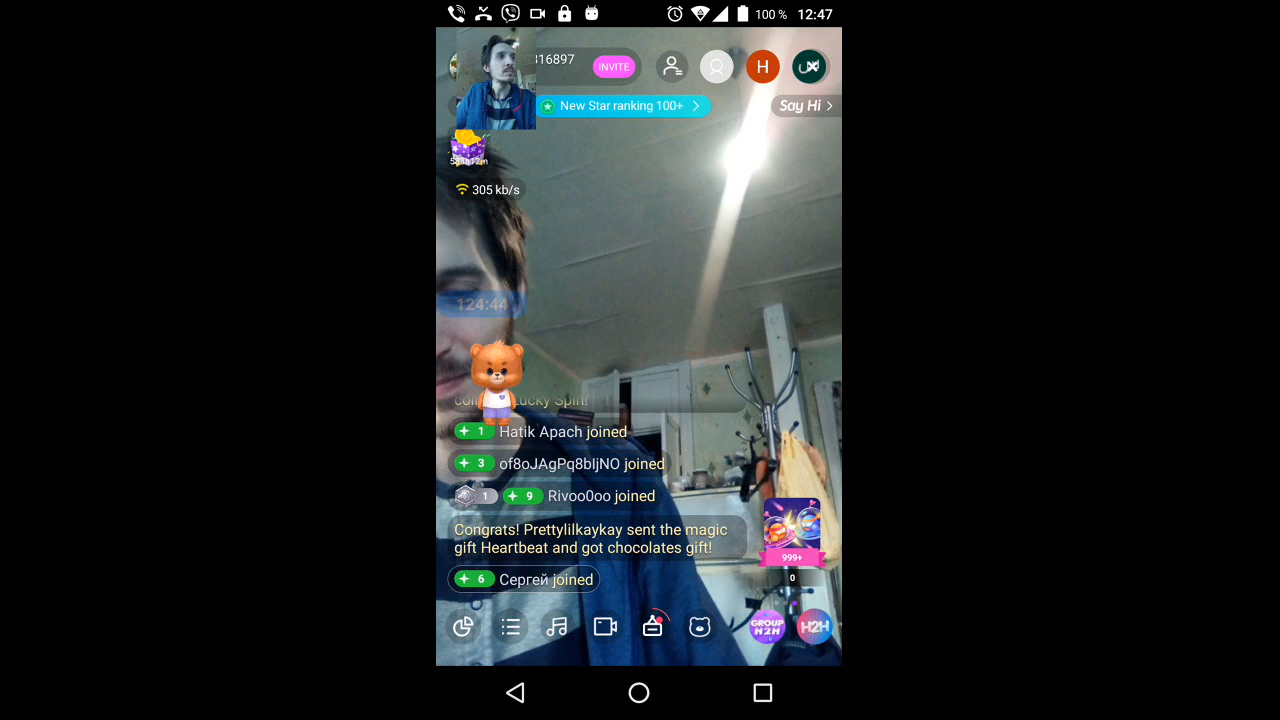 100 %
12:47
316897
INVITE
H
New Star ranking 100+
Say Hi
305 kb/s
124:44
Lucky Spin!
1 Hatik Apach joined
3 joined
1 9 Rivoo0oo joined
Congrats! Prettylilkaykay sent the magic
gift Heartbeat and got chocolates gift!
999+
0
6 Сергей joined
GROUP
H2H
H2H